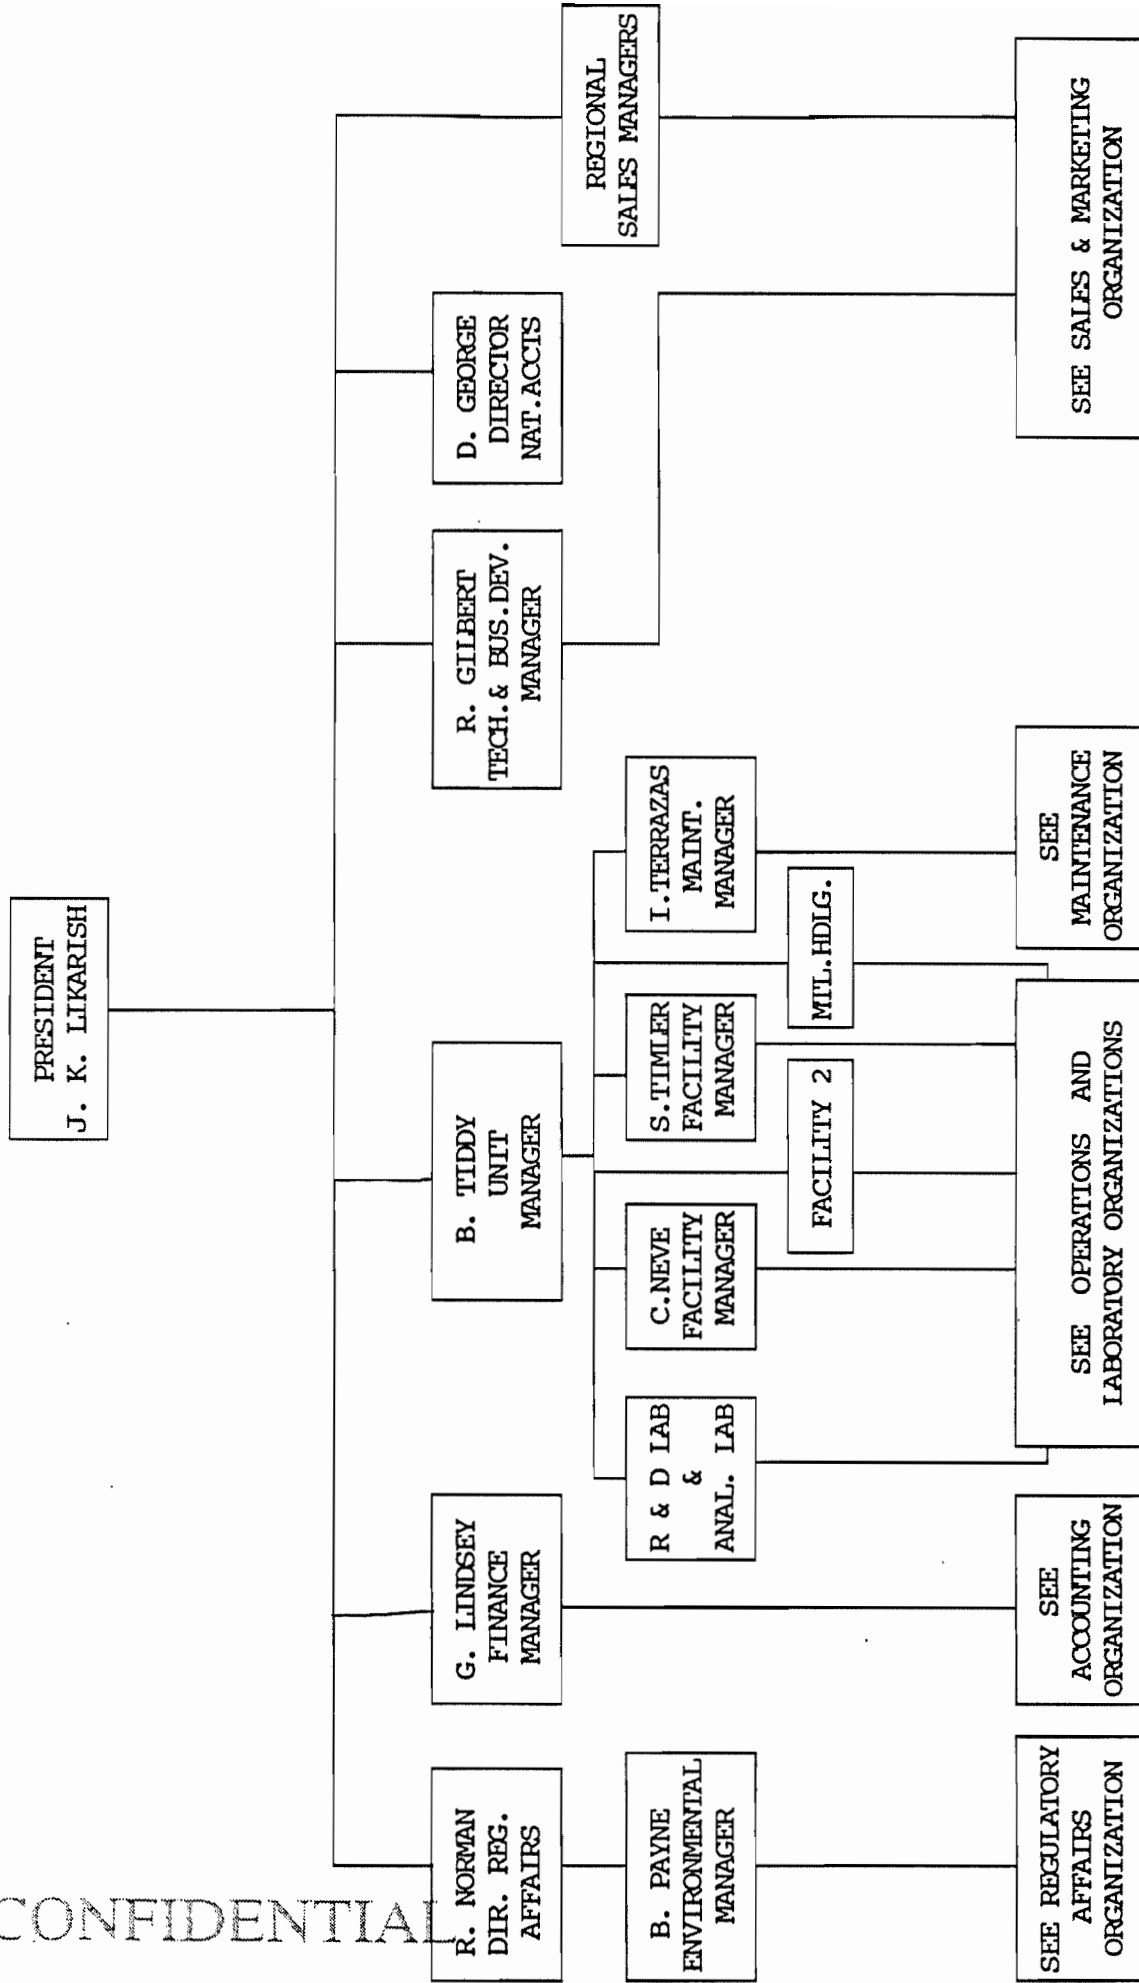 PRESIDENT
J. K. LIKARISH
R. NORMAN
DIR. REG.
AFFAIRS
G. LINDSEY
FINANCE
MANAGER
B. TIDDY
UNIT
MANAGER
R. GILBERT
TECH.& BUS.DEV.
MANAGER
D. GEORGE
DIRECTOR
NAT.ACCTS
REGIONAL
SALES MANAGERS
B. PAYNE
ENVIRONMENTAL
MANAGER
R & D LAB
&
ANAL. LAB
C.NEVE
FACILITY
MANAGER
S.TIMLER
FACILITY
MANAGER
I.TERRAZAS
MAINT.
MANAGER
FACILITY 2
MTL.HDLG.
SEE REGULATORY
AFFAIRS
ORGANIZATION
SEE
ACCOUNTING
ORGANIZATION
SEE OPERATIONS AND
LABORATORY ORGANIZATIONS
SEE
MAINTENANCE
ORGANIZATION
SEE SALES & MARKETING
ORGANIZATION
CONFIDENTIAL